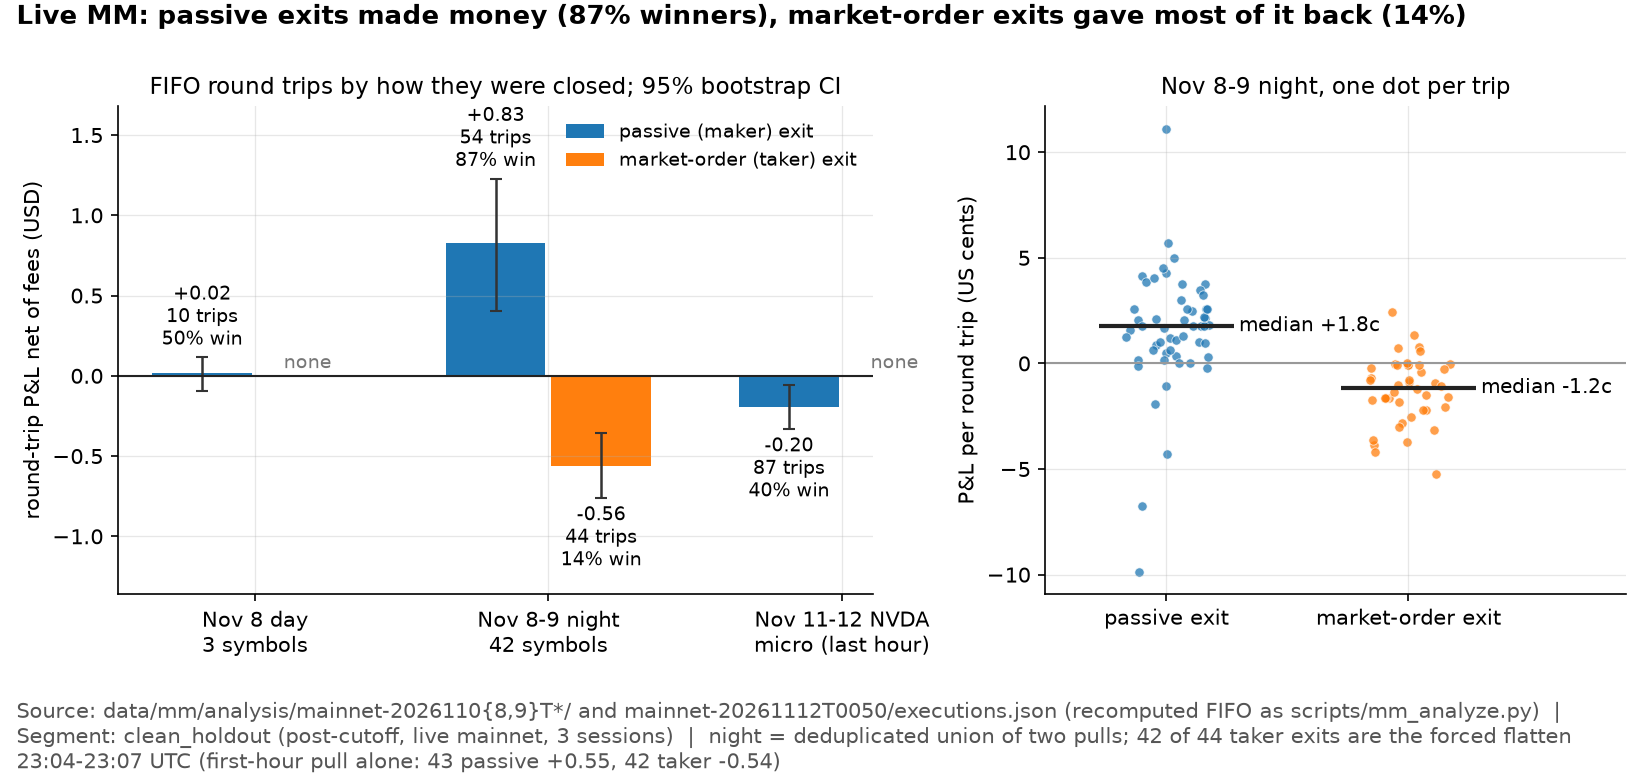 Live MM: passive exits made money (87% winners), market-order exits gave most of it back (14%)
FIFO round trips by how they were closed; 95% bootstrap CI
round-trip P&L net of fees (USD)
1.5
1.0
0.5
0.0
−0.5
−1.0
passive (maker) exit
market-order (taker) exit
+0.02
10 trips
50% win
none
+0.83
54 trips
87% win
-0.56
44 trips
14% win
-0.20
87 trips
40% win
none
Nov 8 day
3 symbols
Nov 8-9 night
42 symbols
Nov 11-12 NVDA
micro (last hour)
Nov 8-9 night, one dot per trip
P&L per round trip (US cents)
10
5
0
−5
−10
median +1.8c
median -1.2c
passive exit
market-order exit
Source: data/mm/analysis/mainnet-2026110{8,9}T*/ and mainnet-20261112T0050/executions.json (recomputed FIFO as scripts/mm_analyze.py)  |
Segment: clean_holdout (post-cutoff, live mainnet, 3 sessions)  |  night = deduplicated union of two pulls; 42 of 44 taker exits are the forced flatten
23:04-23:07 UTC (first-hour pull alone: 43 passive +0.55, 42 taker -0.54)